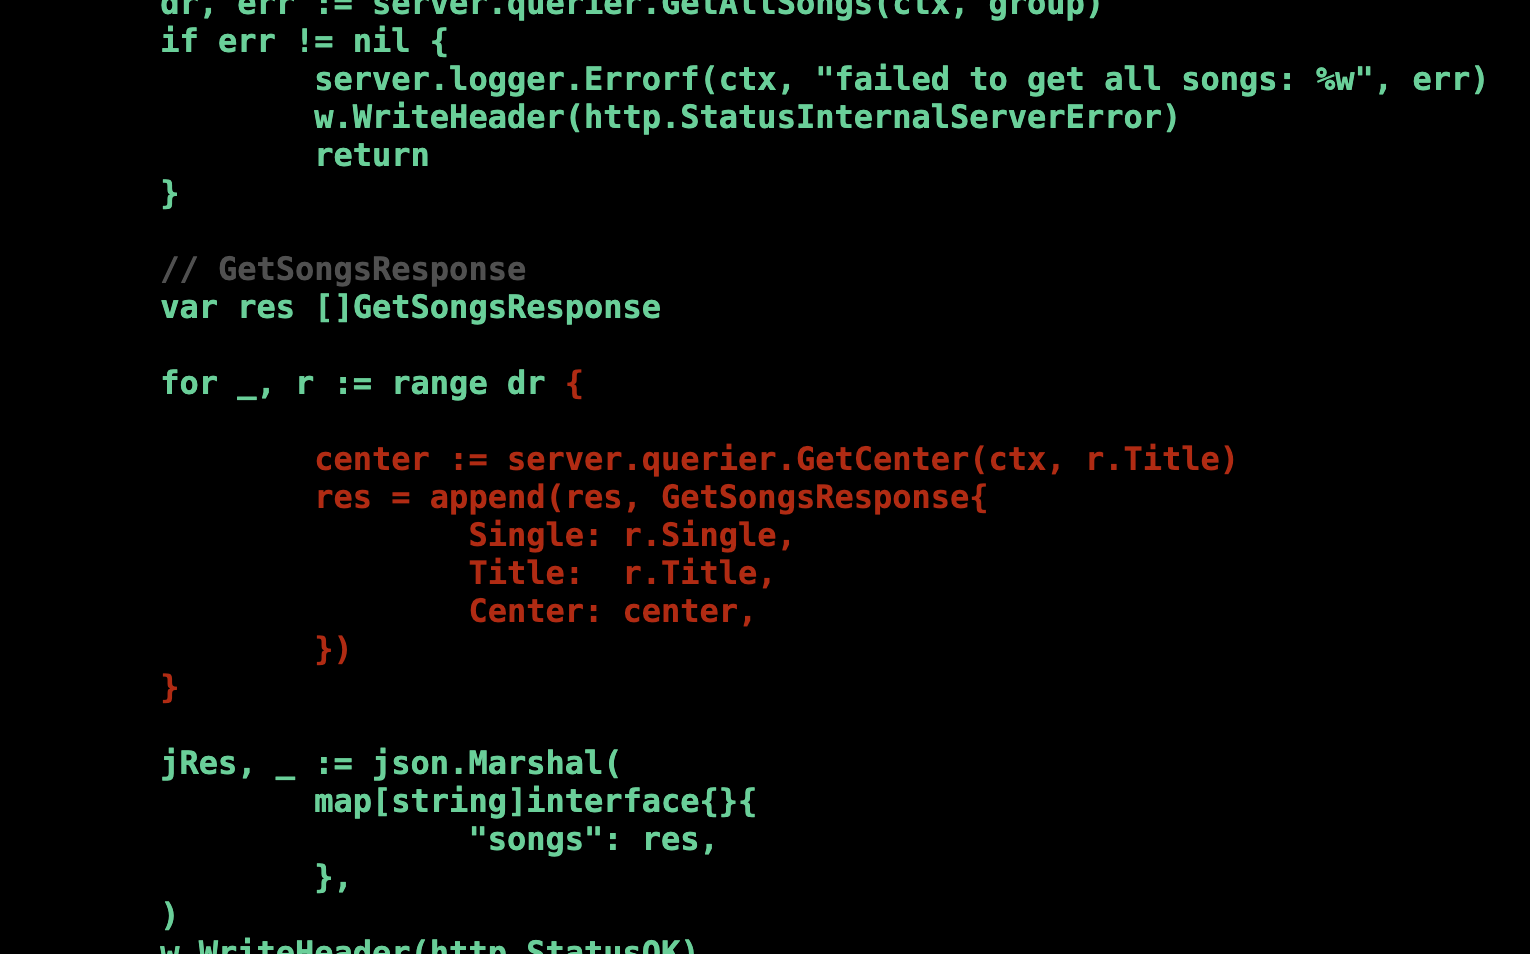 dr, err := server.querier.GetAllSongs(ctx, group)
if err != nil {
server.logger.Errorf(ctx, "failed to get all songs: %w", err)
w.WriteHeader(http.StatusInternalServerError)
return
}
// GetSongsResponse
var res []GetSongsResponse
for _, r := range dr {
center := server.querier.GetCenter(ctx, r.Title)
res = append(res, GetSongsResponse{
Single: r.Single,
Title:  r.Title,
Center: center,
})
}
jRes, _ := json.Marshal(
map[string]interface{}{
"songs": res,
},
)
w.WriteHeader(http.StatusOK)